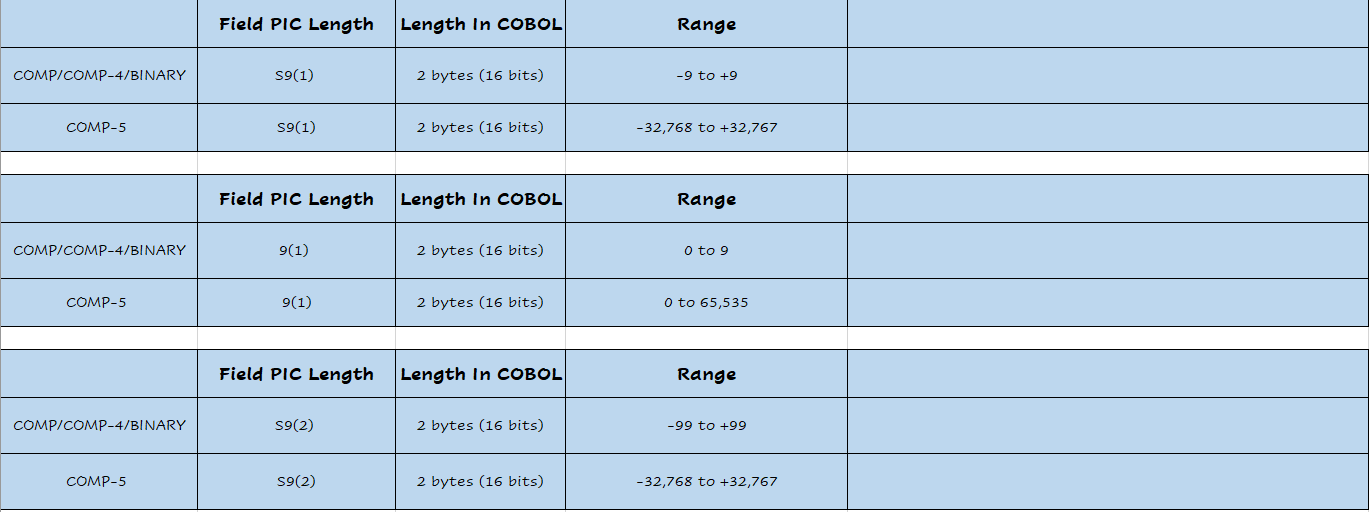 Field PIC Length Length In COBOL Range
COMP/COMP-4/BINARY S9(1) 2 bytes (16 bits) -9 to +9
COMP-5 S9(1) 2 bytes (16 bits) -32,768 to +32,767
Field PIC Length Length In COBOL Range
COMP/COMP-4/BINARY 9(1) 2 bytes (16 bits) 0 to 9
COMP-5 9(1) 2 bytes (16 bits) 0 to 65,535
Field PIC Length Length In COBOL Range
COMP/COMP-4/BINARY S9(2) 2 bytes (16 bits) -99 to +99
COMP-5 S9(2) 2 bytes (16 bits) -32,768 to +32,767